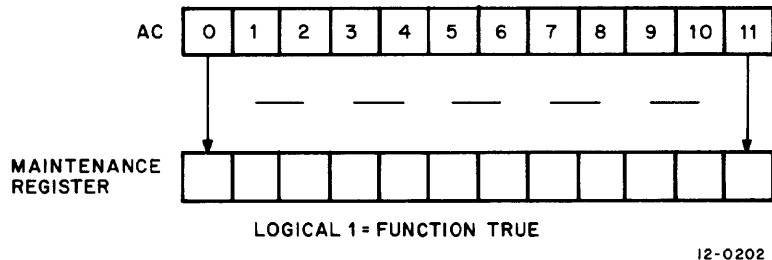 AC 0 1 2 3 4 5 6 7 8 9 10 11
MAINTENANCE
REGISTER
LOGICAL 1 = FUNCTION TRUE
12-0202